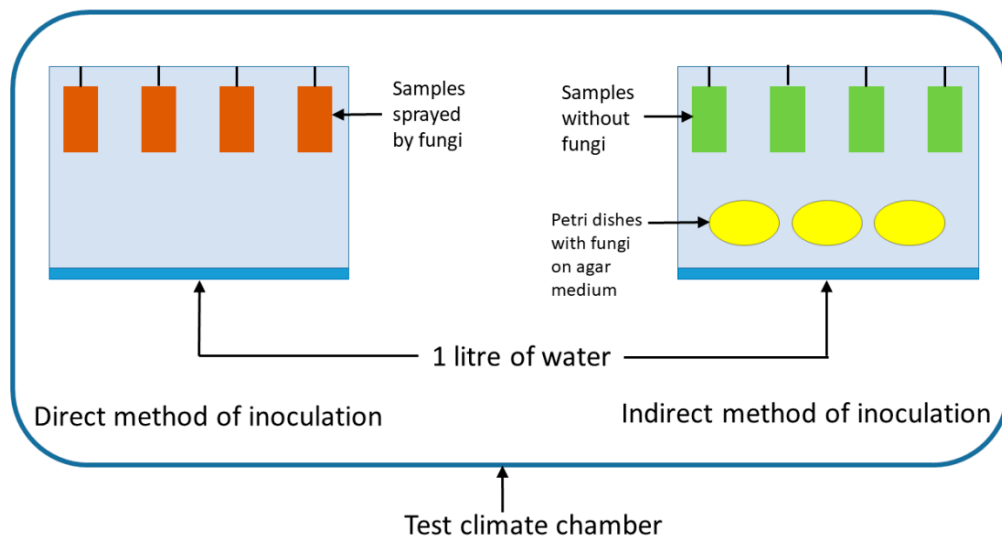 Samples
sprayed
by fungi
Samples
without
fungi
Petri dishes
with fungi
on agar
medium
1 litre of water
Direct method of inoculation
Indirect method of inoculation
Test climate chamber